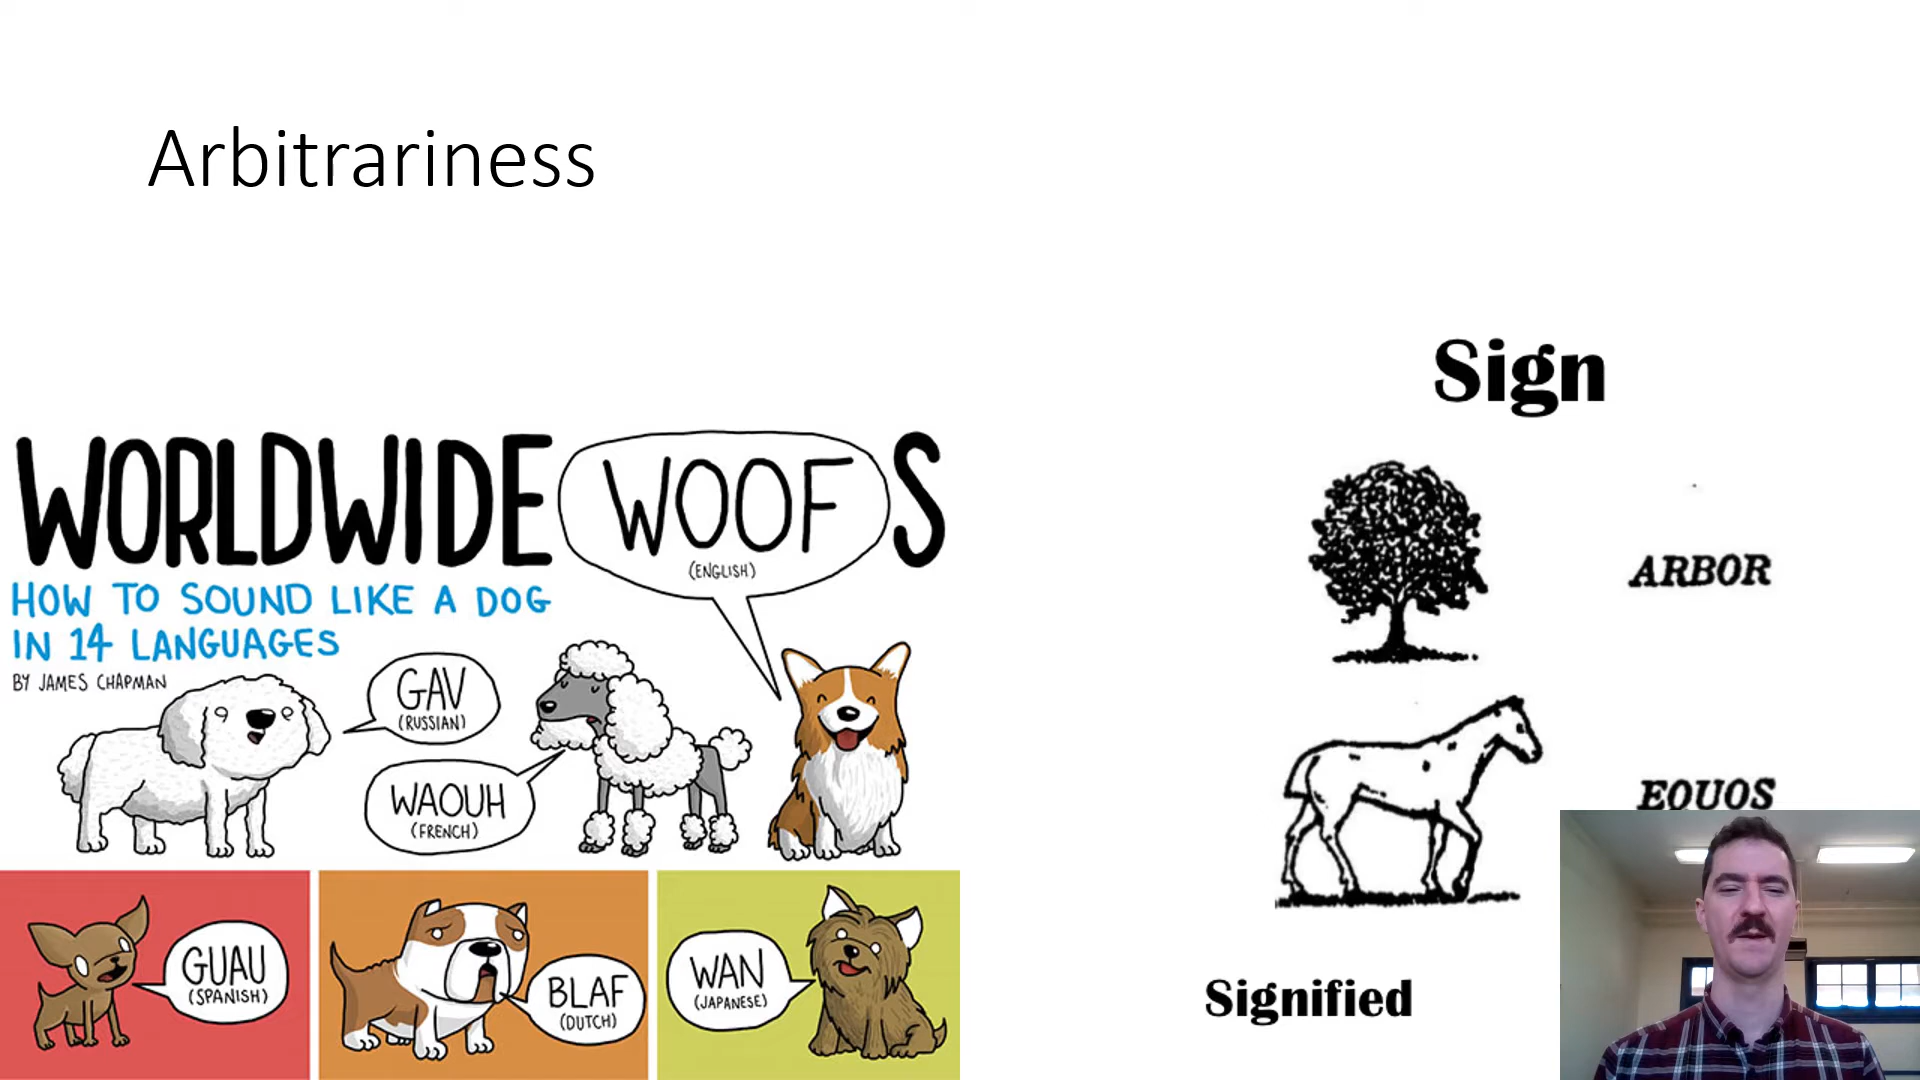 Arbitrariness
WORLDWIDE WOOF S
(ENGLISH)
HOW TO SOUND LIKE A DOG
IN 14 LANGUAGES
BY JAMES CHAPMAN
GAV
(RUSSIAN)
WAOUH
(FRENCH)
GUAU
(SPANISH)
BLAF
(DUTCH)
WAN
(JAPANESE)
Sign
ARBOR
EQUOS
Signified